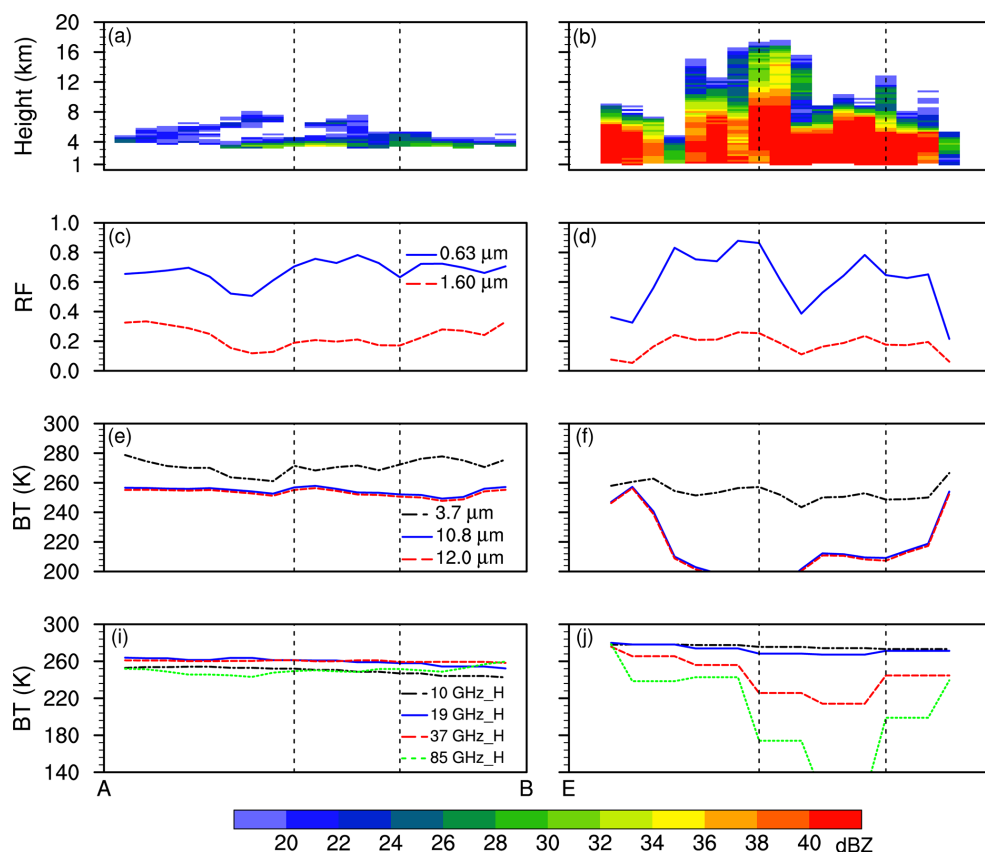 (a)
(b)
Height (km)
20
16
12
8
4
1
(c)
(d)
RF
1.0
0.8
0.6
0.4
0.2
0.0
0.63 μm
1.60 μm
(e)
(f)
BT (K)
300
280
260
240
220
200
3.7 μm
10.8 μm
12.0 μm
(i)
(j)
BT (K)
300
260
220
180
140
10 GHz_H
19 GHz_H
37 GHz_H
85 GHz_H
A B E
20 22 24 26 28 30 32 34 36 38 40 dBZ